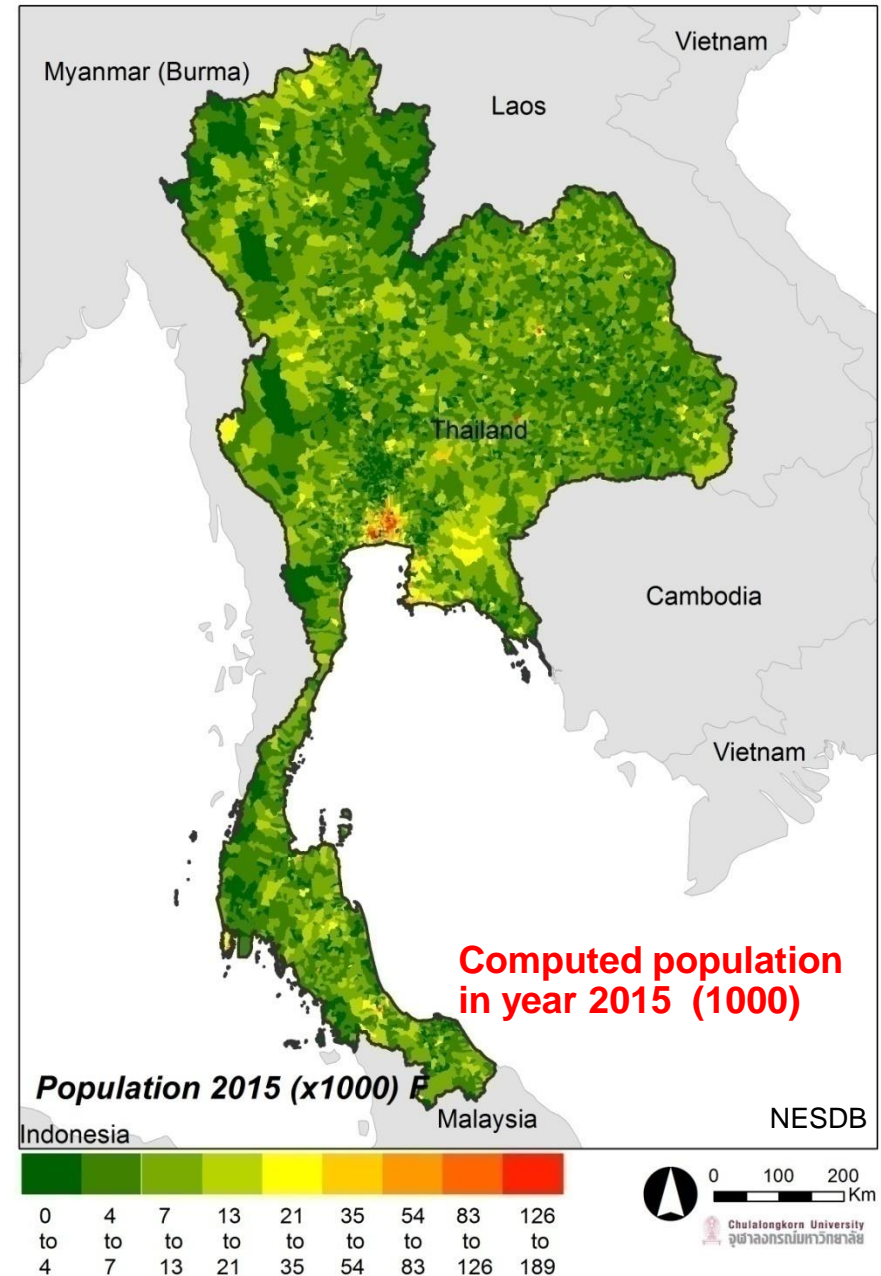 Vietnam
Myanmar (Burma)
Laos
Thailand
Cambodia
Vietnam
Computed population
in year 2015 (1000)
Population 2015 (x1000) F
Malaysia
NESDB
Indonesia
0 4 7 13 21 35 54 83 126
to to to to to to to to to
4 7 13 21 35 54 83 126 189
0 100 200
Km
Chulalongkorn University
จุฬาลงกรณ์มหาวิทยาลัย